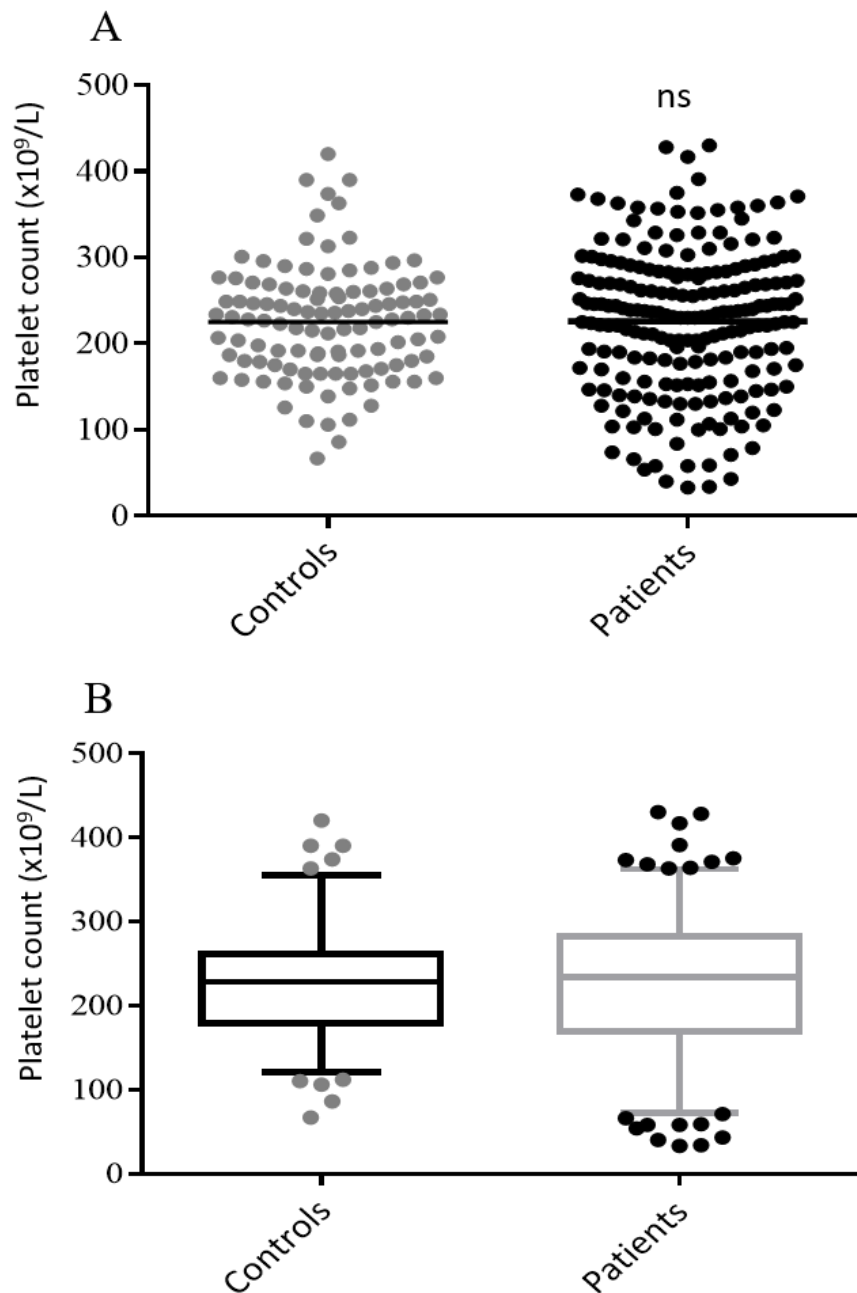 A
Platelet count (x10⁹/L)
500
400
300
200
100
0
ns
Controls
Patients
B
Platelet count (x10⁹/L)
500
400
300
200
100
0
Controls
Patients